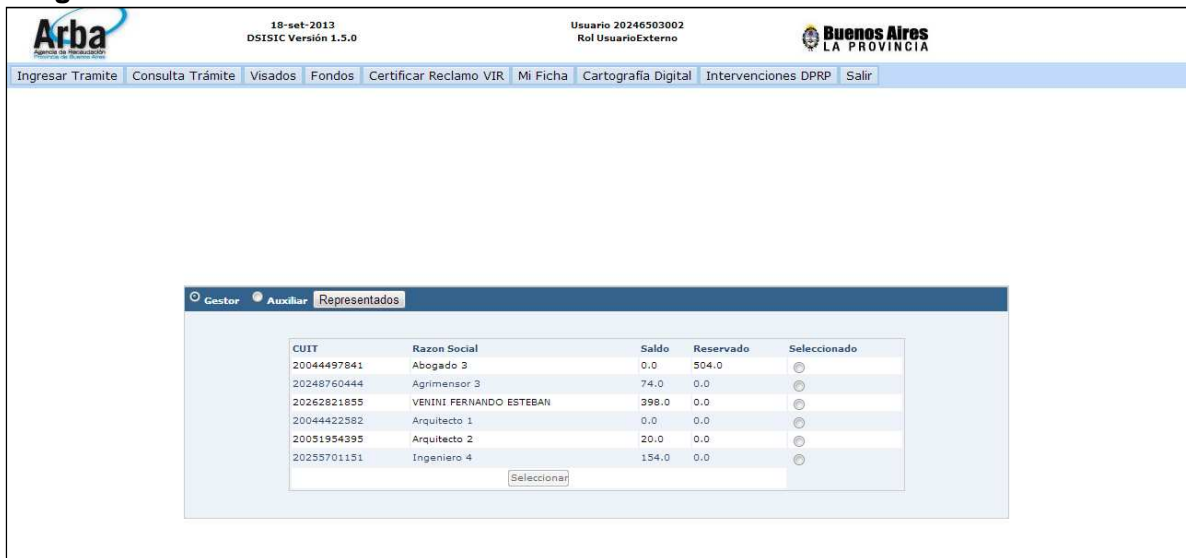 Arba
Agencia de Recaudación
Provincia de Buenos Aires
18-set-2013
DSISIC Versión 1.5.0
Usuario 20246503002
Rol UsuarioExterno
Buenos Aires
LA PROVINCIA
Ingresar Tramite Consulta Trámite Visados Fondos Certificar Reclamo VIR Mi Ficha Cartografía Digital Intervenciones DPRP Salir
Gestor Auxiliar Representados
CUIT Razon Social Saldo Reservado Seleccionado
20044497841 Abogado 3 0.0 504.0
20248760444 Agrimensor 3 74.0 0.0
20262821855 VENINI FERNANDO ESTEBAN 398.0 0.0
20044422582 Arquitecto 1 0.0 0.0
20051954395 Arquitecto 2 20.0 0.0
20255701151 Ingeniero 4 154.0 0.0
Seleccionar